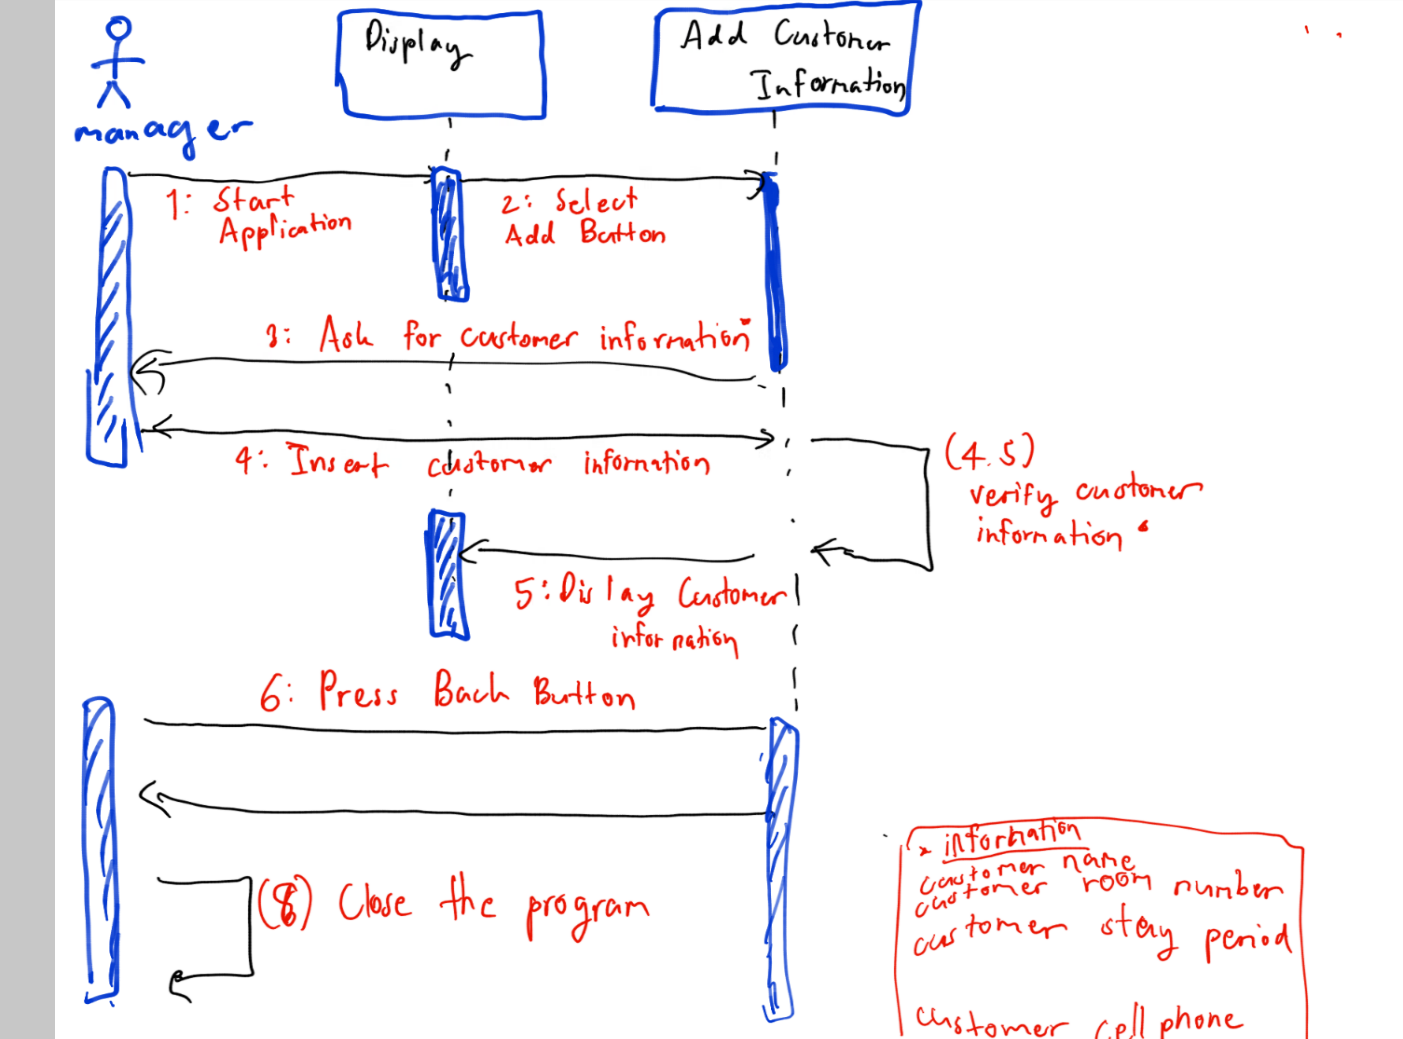 manager
Display
Add Customer
Information
1: Start
Application
2: Select
Add Button
3: Ask for customer information
4: Insert customer information
(4.5)
verify customer
information
5: Display Customer
information
6: Press Back Button
(8) Close the program
* information
customer name
customer room number
customer stay period
customer cell phone